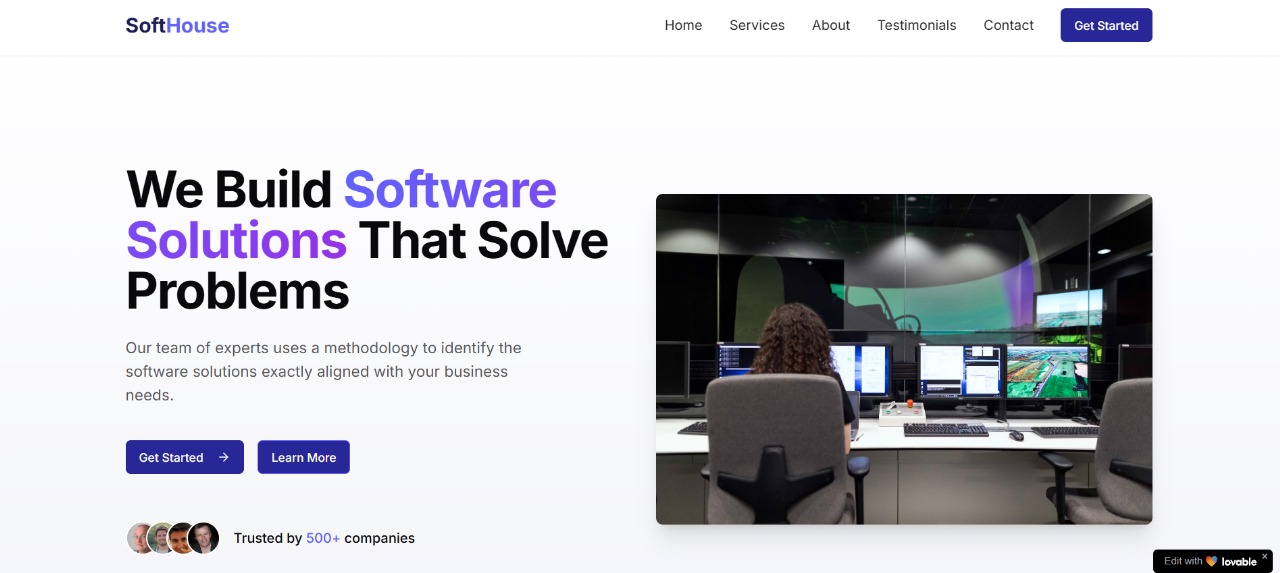 SoftHouse
Home Services About Testimonials Contact Get Started
We Build Software
Solutions That Solve
Problems
Our team of experts uses a methodology to identify the
software solutions exactly aligned with your business
needs.
Get Started → Learn More
Trusted by 500+ companies
Edit with lovable ×